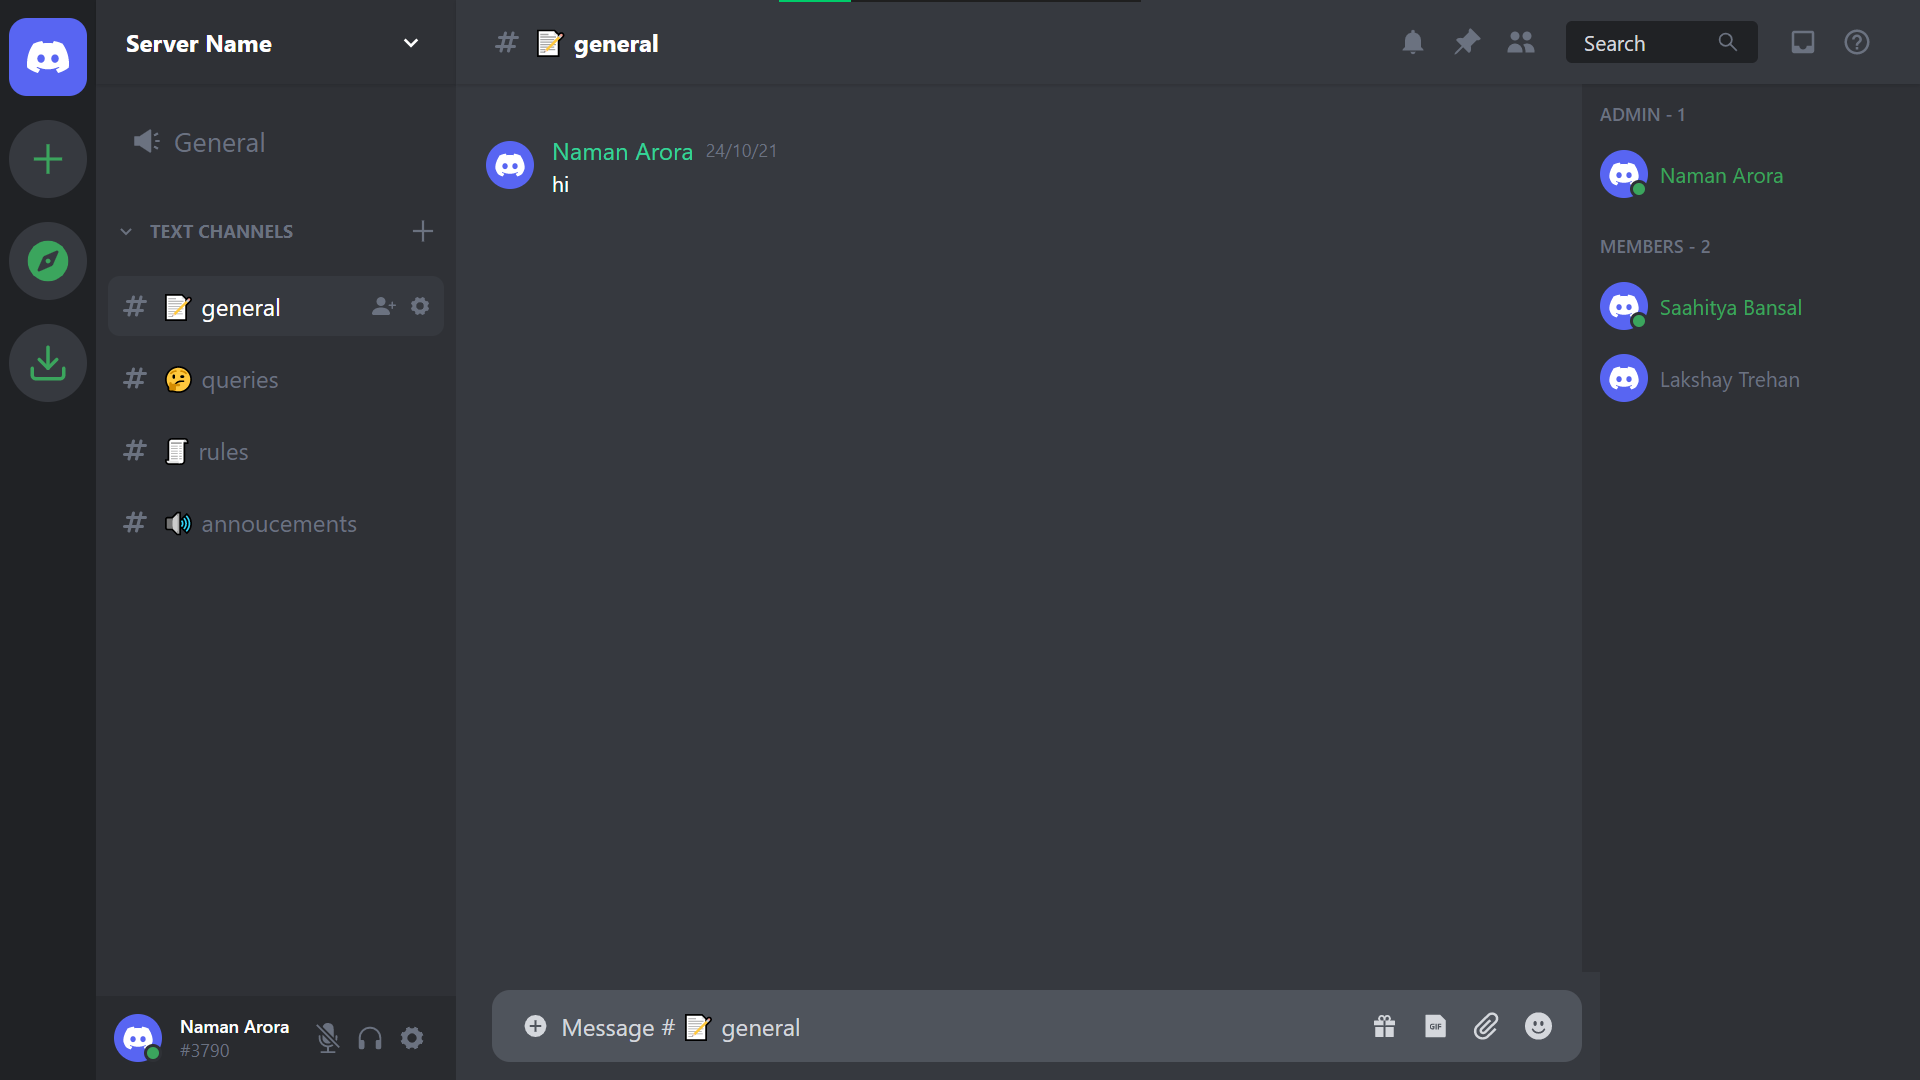 Server Name
General
TEXT CHANNELS
# 📝 general
# 🤔 queries
# 📜 rules
# 🔊 annoucements
Naman Arora
#3790
# 📝 general
Search
Naman Arora 24/10/21
hi
Message # 📝 general
GIF
ADMIN - 1
Naman Arora
MEMBERS - 2
Saahitya Bansal
Lakshay Trehan